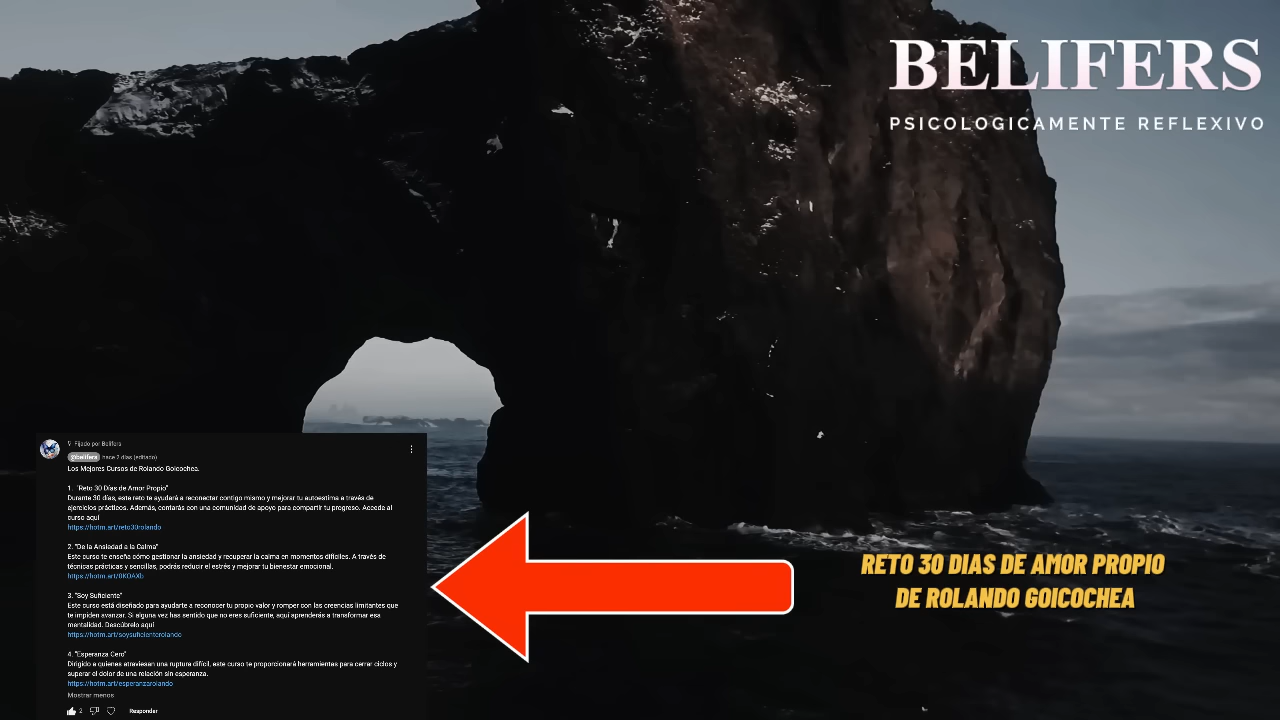 BELIFERS
PSICOLOGICAMENTE REFLEXIVO
Fijado por Belifers
@belifers hace 2 días (editado)
Los Mejores Cursos de Rolando Goicochea.
1. "Reto 30 Días de Amor Propio"
Durante 30 días, este reto te ayudará a reconectar contigo mismo y mejorar tu autoestima a través de
ejercicios prácticos. Además, contarás con una comunidad de apoyo para compartir tu progreso. Accede al
curso aquí
https://hotm.art/reto30rolando
2. "De la Ansiedad a la Calma"
Este curso te enseña cómo gestionar la ansiedad y recuperar la calma en momentos difíciles. A través de
técnicas prácticas y sencillas, podrás reducir el estrés y mejorar tu bienestar emocional.
https://hotm.art/0KOAXb
3. "Soy Suficiente"
Este curso está diseñado para ayudarte a reconocer tu propio valor y romper con las creencias limitantes que
te impiden avanzar. Si alguna vez has sentido que no eres suficiente, aquí aprenderás a transformar esa
mentalidad. Descúbrelo aquí
https://hotm.art/soysuficienterolando
4. "Esperanza Cero"
Dirigido a quienes atraviesan una ruptura difícil, este curso te proporcionará herramientas para cerrar ciclos y
superar el dolor de una relación sin esperanza.
https://hotm.art/esperanzarolando
Mostrar menos
2 Responder
RETO 30 DIAS DE AMOR PROPIO
DE ROLANDO GOICOCHEA